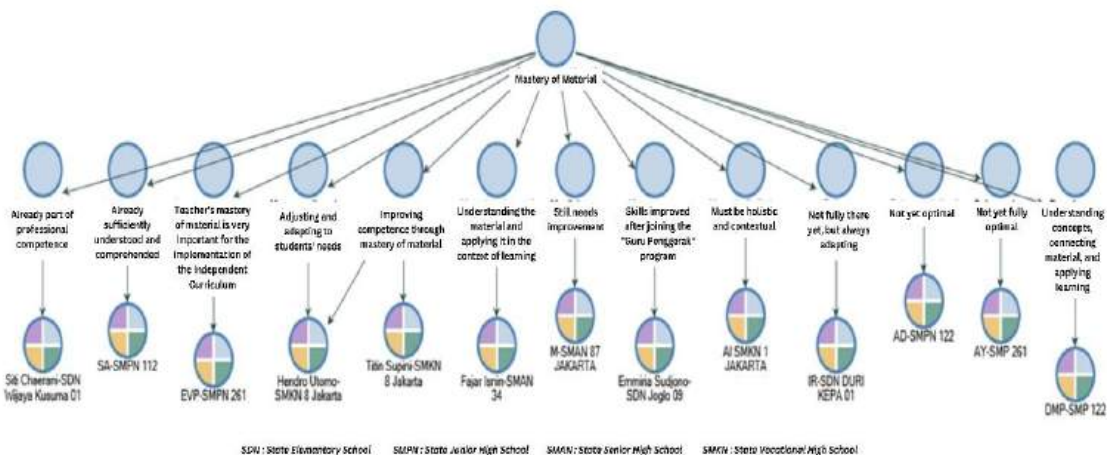 Mastery of Material
Already part of
professional
competence
Already
sufficiently
understood and
comprehended
Teacher's mastery
of material is very
important for the
implementation of
the Independent
Curriculum
Adjusting and
adapting to
students' needs
Improving
competence through
mastery of material
Understanding the
material and
applying it in the
context of learning
Still needs
improvement
Skills improved
after joining the
"Guru Penggerak"
program
Must be holistic
and contextual
Not fully there
yet, but always
adapting
Not yet optimal
Not yet fully
optimal
Understanding
concepts,
connecting
material, and
applying
learning
Siti Chaerani-SDN
Wijaya Kusuma 01
SA-SMPN 112
EVP-SMPN 261
Hendro Utomo-
SMKN 8 Jakarta
Titin Supini-SMKN
8 Jakarta
Fajar Isnin-SMAN
34
M-SMAN 87
JAKARTA
Emmina Sudjono-
SDN Joglo 09
AI SMKN 1
JAKARTA
IR-SDN DURI
KEPA 01
AD-SMPN 122
AY-SMP 261
DMP-SMP 122
SDN : State Elementary School SMPN : State Junior High School SMAN : State Senior High School SMKN : State Vocational High School